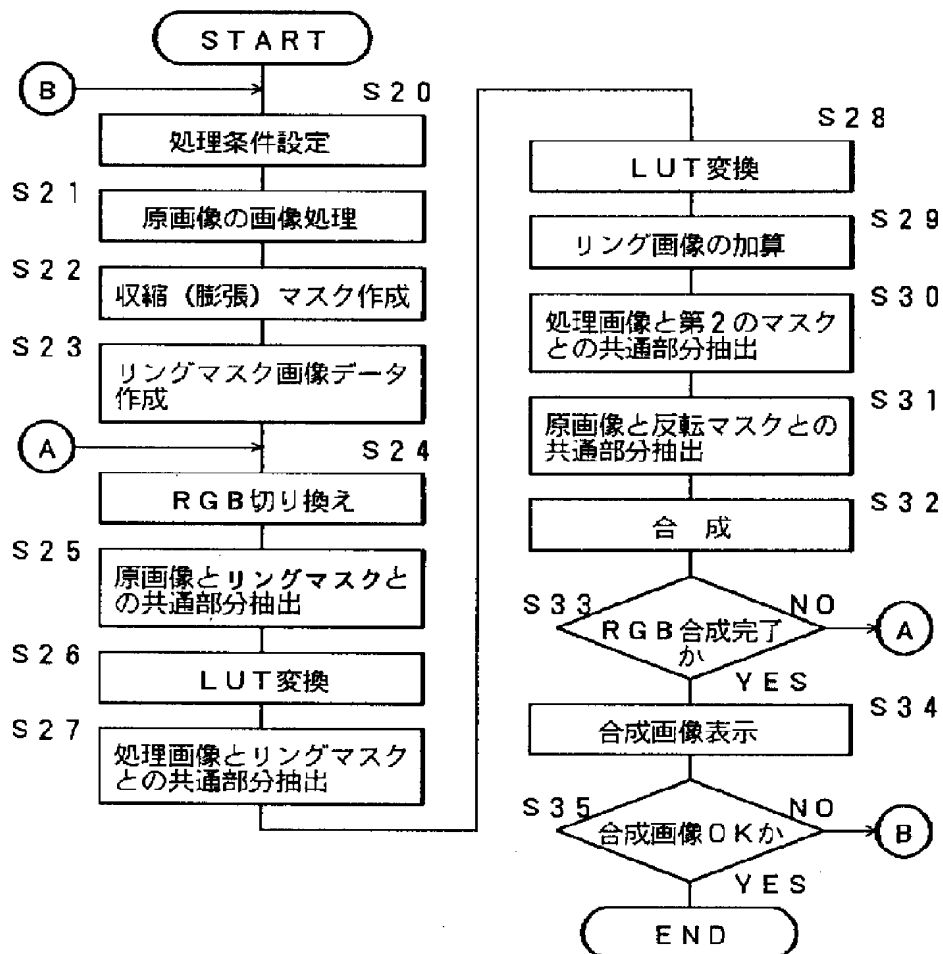 START
B
S20
処理条件設定
S21
原画像の画像処理
S22
収縮（膨張）マスク作成
S23
リングマスク画像データ
作成
A
S24
RGB切り換え
S25
原画像とリングマスクと
の共通部分抽出
S26
LUT変換
S27
処理画像とリングマスク
との共通部分抽出
S28
LUT変換
S29
リング画像の加算
S30
処理画像と第2のマスク
との共通部分抽出
S31
原画像と反転マスクとの
共通部分抽出
S32
合 成
S33
RGB合成完了
か
NO
A
YES
S34
合成画像表示
S35
合成画像OKか
NO
B
YES
END